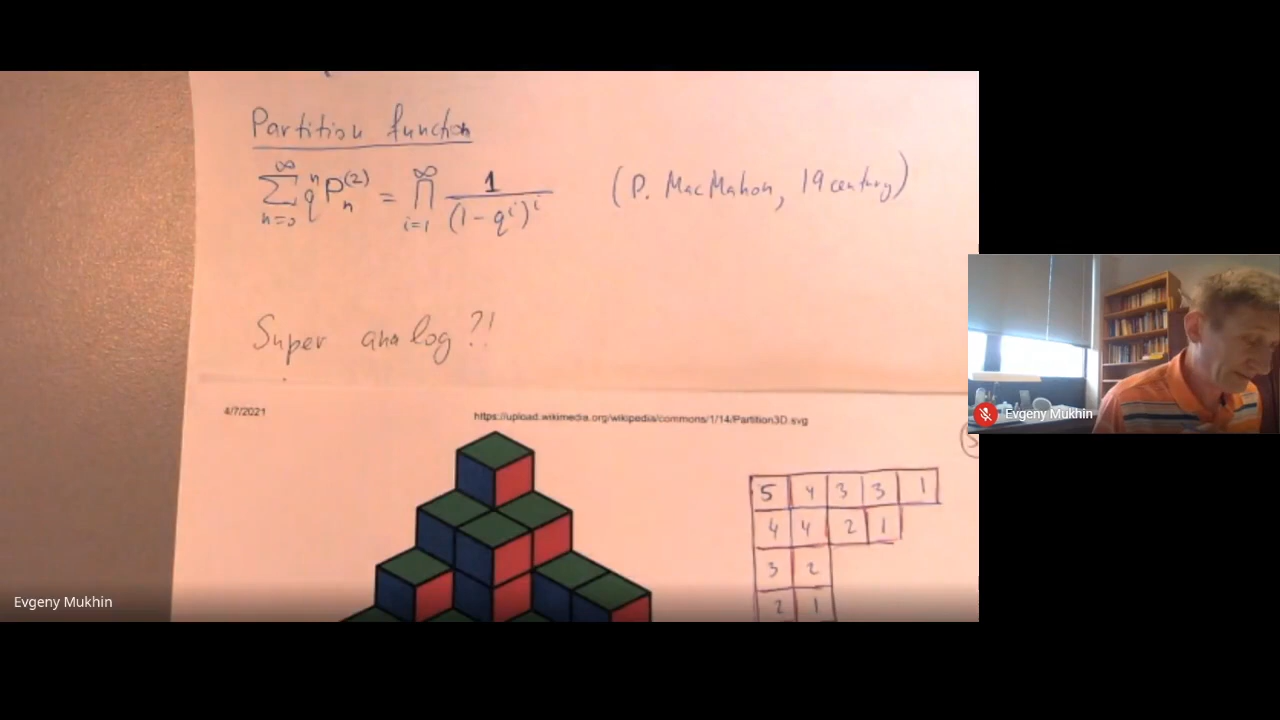 Partition function
∞ ∑ n=0 q^n P_n^(2) = ∞ ∏ i=1 1/(1-q^i)^i (P. MacMahon, 19 century)
Super analog?!
4/7/2021 https://upload.wikimedia.org/wikipedia/commons/1/14/Partition3D.svg
5 4 3 3 1
4 4 2 1
3 2
2 1
Evgeny Mukhin
Evgeny Mukhin